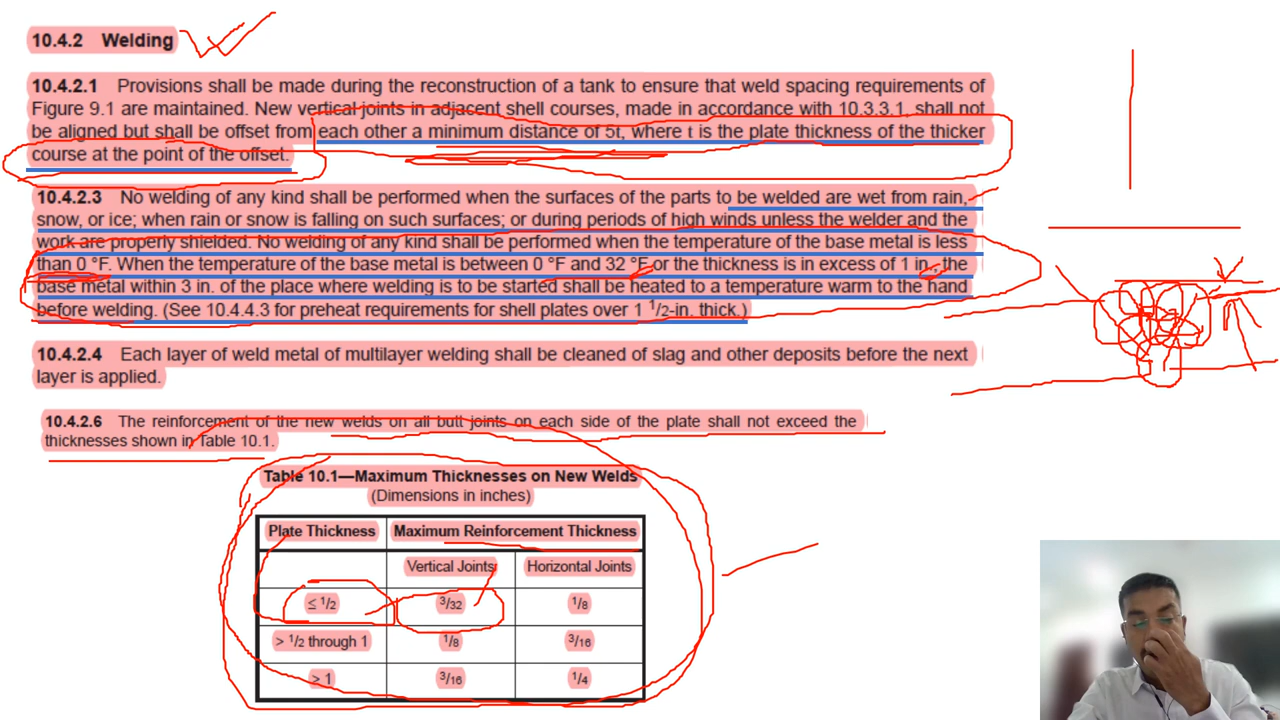 10.4.2 Welding
10.4.2.1 Provisions shall be made during the reconstruction of a tank to ensure that weld spacing requirements of
Figure 9.1 are maintained. New vertical joints in adjacent shell courses, made in accordance with 10.3.3.1, shall not
be aligned but shall be offset from each other a minimum distance of 5t, where t is the plate thickness of the thicker
course at the point of the offset.
10.4.2.3 No welding of any kind shall be performed when the surfaces of the parts to be welded are wet from rain,
snow, or ice; when rain or snow is falling on such surfaces; or during periods of high winds unless the welder and the
work are properly shielded. No welding of any kind shall be performed when the temperature of the base metal is less
than 0 °F. When the temperature of the base metal is between 0 °F and 32 °F or the thickness is in excess of 1 in., the
base metal within 3 in. of the place where welding is to be started shall be heated to a temperature warm to the hand
before welding. (See 10.4.4.3 for preheat requirements for shell plates over 1 1/2-in. thick.)
10.4.2.4 Each layer of weld metal of multilayer welding shall be cleaned of slag and other deposits before the next
layer is applied.
10.4.2.6 The reinforcement of the new welds on all butt joints on each side of the plate shall not exceed the
thicknesses shown in Table 10.1.
Table 10.1—Maximum Thicknesses on New Welds
(Dimensions in inches)
Plate Thickness Maximum Reinforcement Thickness
Vertical Joints Horizontal Joints
≤ 1/2 3/32 1/8
> 1/2 through 1 1/8 3/16
> 1 3/16 1/4